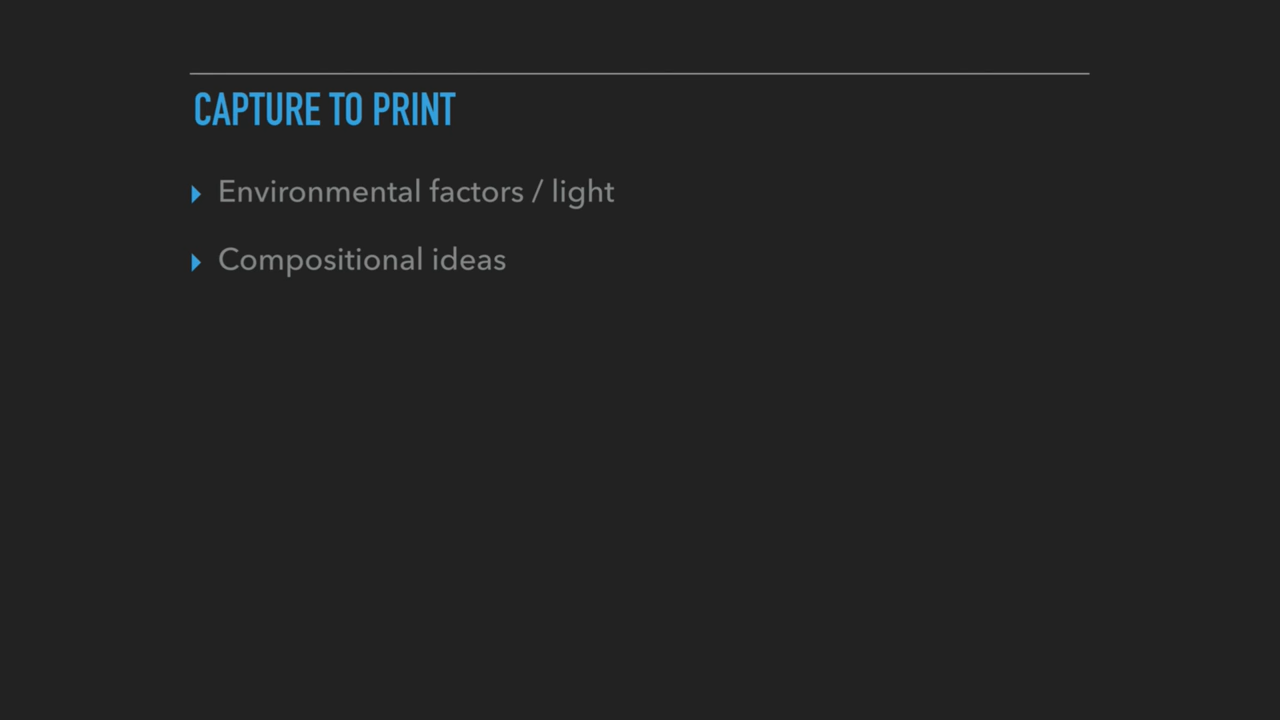 CAPTURE TO PRINT
Environmental factors / light
Compositional ideas